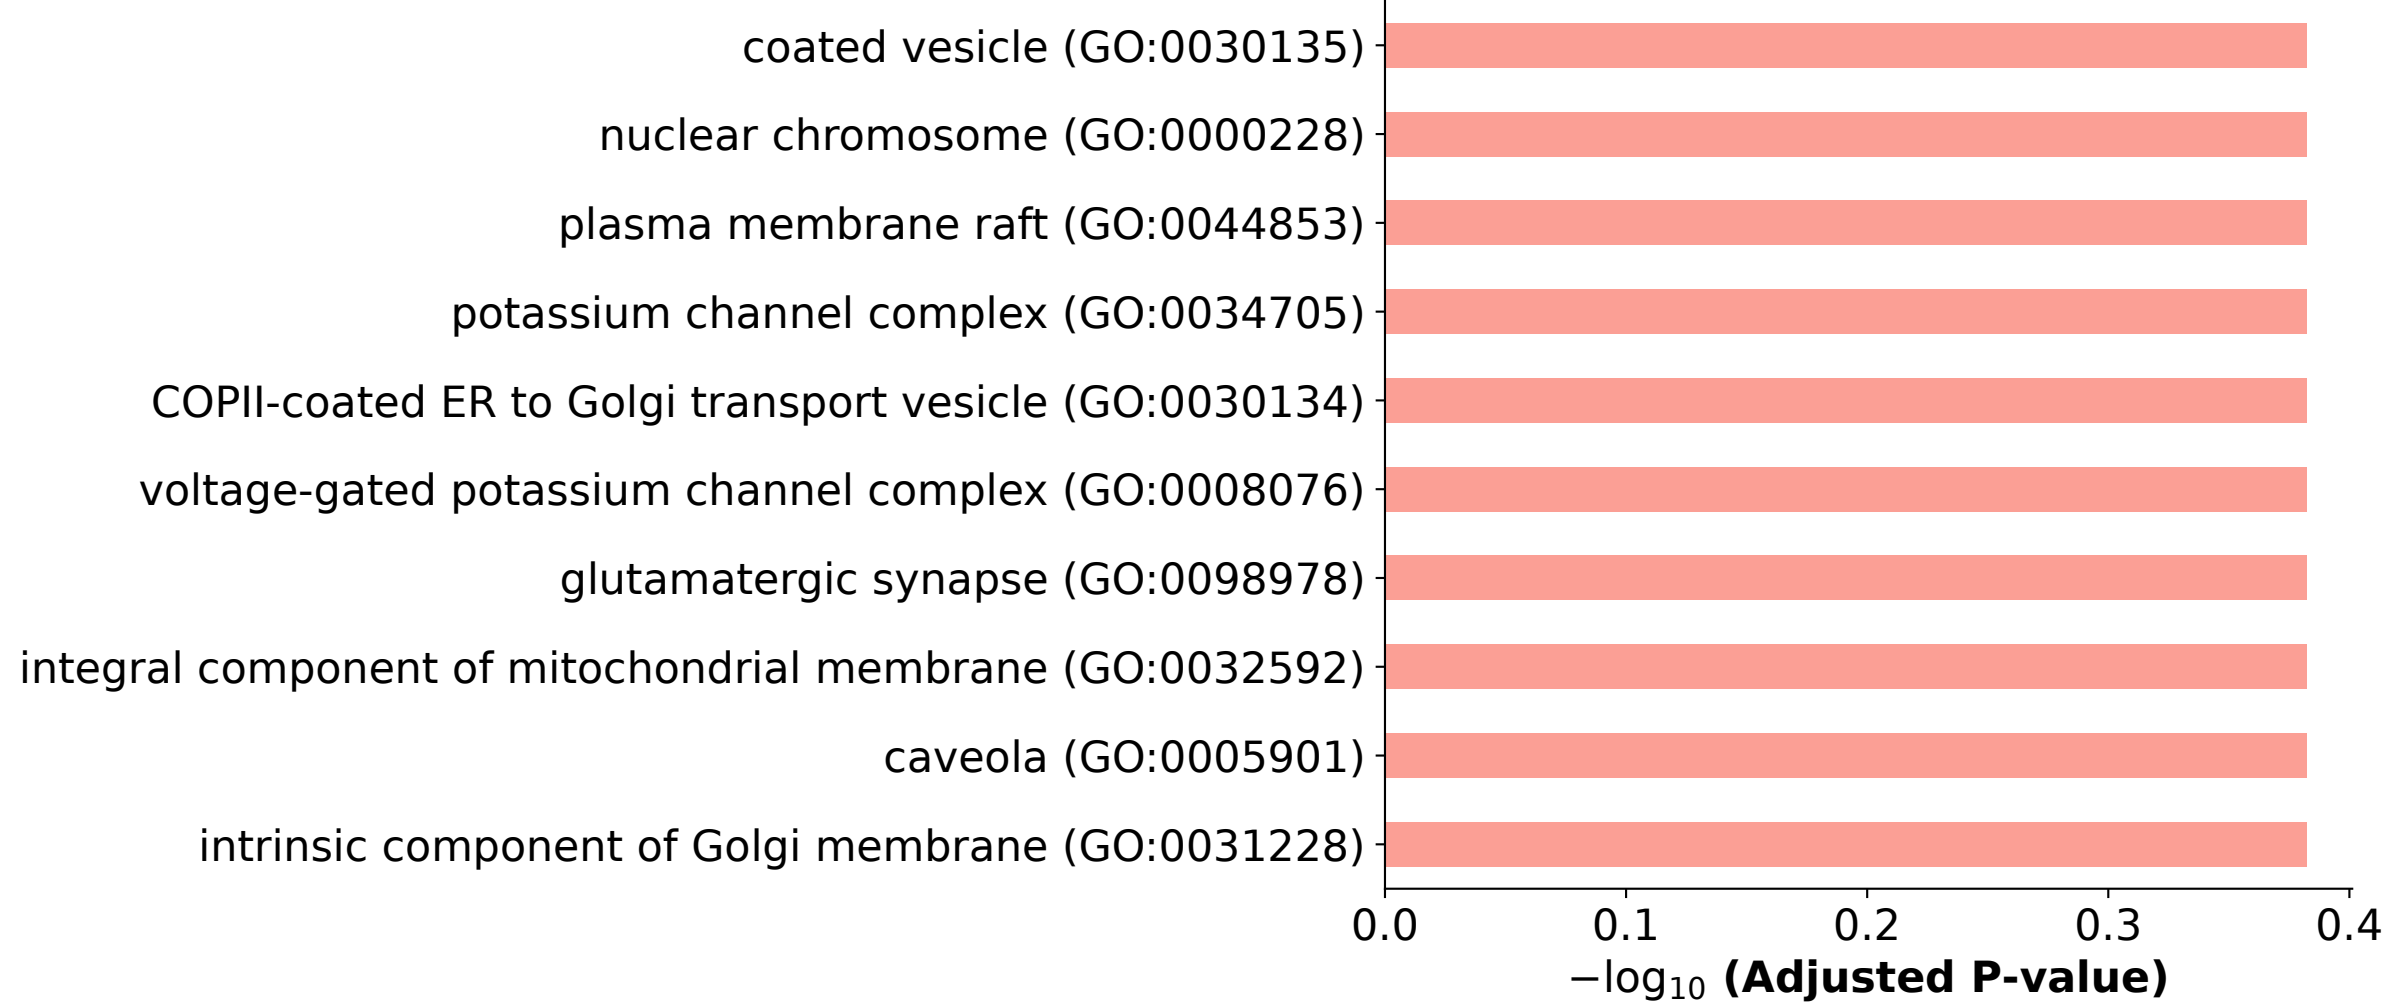 coated vesicle (GO:0030135)
nuclear chromosome (GO:0000228)
plasma membrane raft (GO:0044853)
potassium channel complex (GO:0034705)
COPII-coated ER to Golgi transport vesicle (GO:0030134)
voltage-gated potassium channel complex (GO:0008076)
glutamatergic synapse (GO:0098978)
integral component of mitochondrial membrane (GO:0032592)
caveola (GO:0005901)
intrinsic component of Golgi membrane (GO:0031228)
0.0 0.1 0.2 0.3 0.4
−log₁₀ (Adjusted P-value)